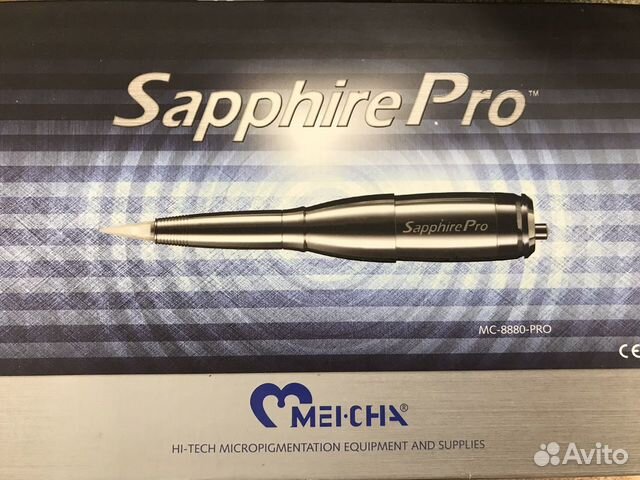 Sapphire Pro™
Sapphire Pro
MC-8880-PRO
CE
MEI·CHA®
HI-TECH MICROPIGMENTATION EQUIPMENT AND SUPPLIES
Avito